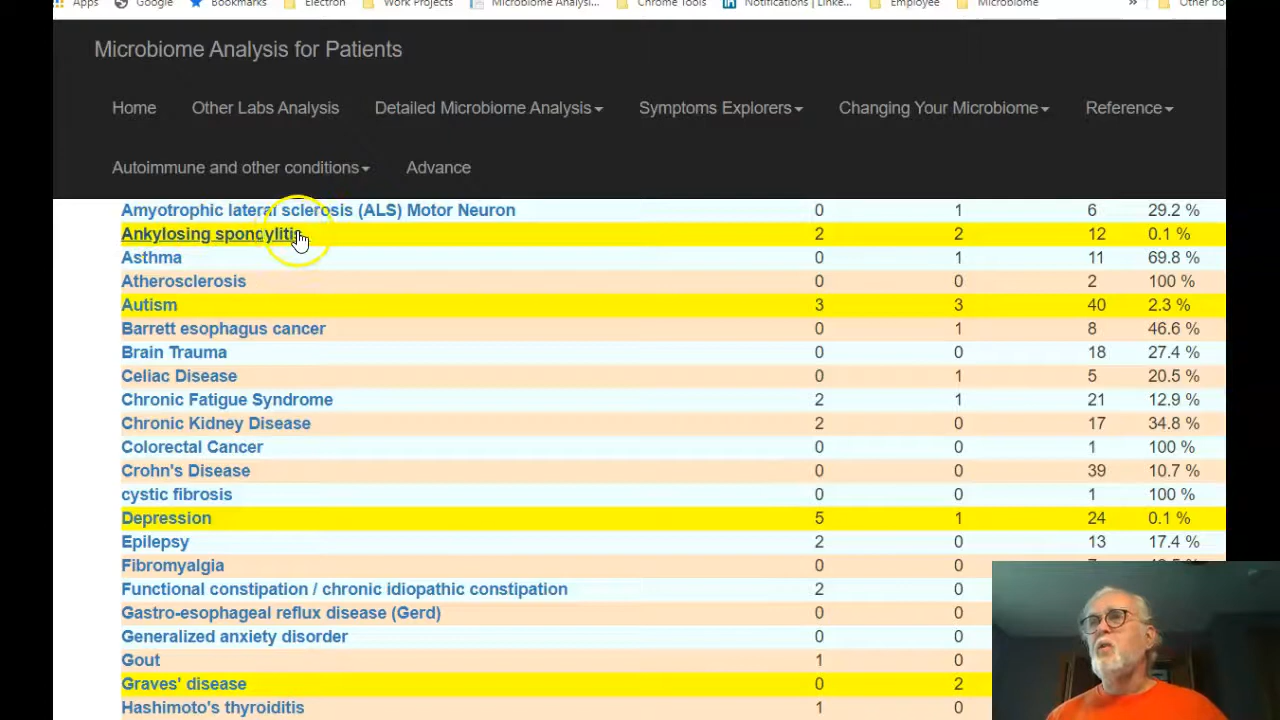 Apps Google Bookmarks Electron Work Projects Microbiome Analysi... Chrome Tools Notifications | Linke... Employee Microbiome » Other bo
Microbiome Analysis for Patients
Home Other Labs Analysis Detailed Microbiome Analysis Symptoms Explorers Changing Your Microbiome Reference
Autoimmune and other conditions Advance
Amyotrophic lateral sclerosis (ALS) Motor Neuron 0 1 6 29.2 %
Ankylosing spondylitis 2 2 12 0.1 %
Asthma 0 1 11 69.8 %
Atherosclerosis 0 0 2 100 %
Autism 3 3 40 2.3 %
Barrett esophagus cancer 0 1 8 46.6 %
Brain Trauma 0 0 18 27.4 %
Celiac Disease 0 1 5 20.5 %
Chronic Fatigue Syndrome 2 1 21 12.9 %
Chronic Kidney Disease 2 0 17 34.8 %
Colorectal Cancer 0 0 1 100 %
Crohn's Disease 0 0 39 10.7 %
cystic fibrosis 0 0 1 100 %
Depression 5 1 24 0.1 %
Epilepsy 2 0 13 17.4 %
Fibromyalgia 0 0
Functional constipation / chronic idiopathic constipation 2 0
Gastro-esophageal reflux disease (Gerd) 0 0
Generalized anxiety disorder 0 0
Gout 1 0
Graves' disease 0 2
Hashimoto's thyroiditis 1 0